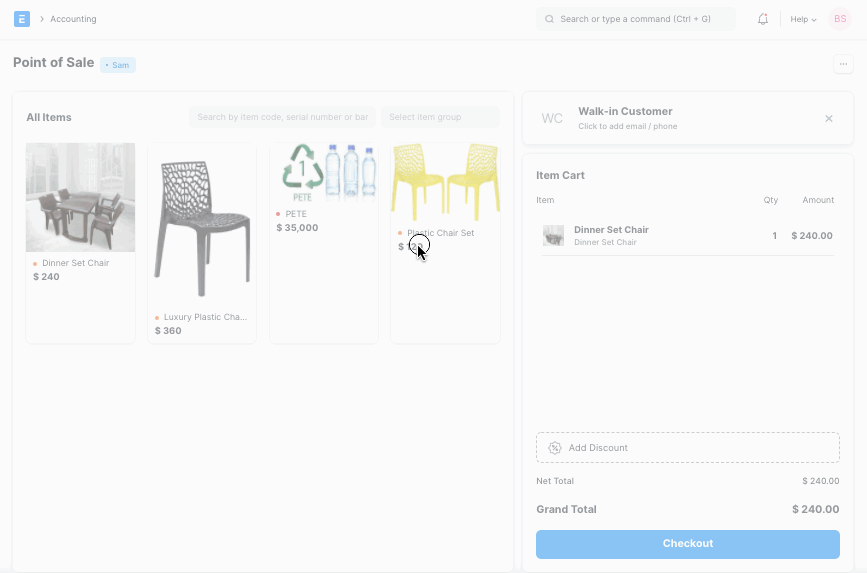 E
Accounting
Search or type a command (Ctrl + G)
Help
BS
Point of Sale
• Sam
...
All Items
Search by item code, serial number or bar
Select item group
Dinner Set Chair
$ 240
Luxury Plastic Cha...
$ 360
1
PETE
PETE
$ 35,000
Plastic Chair Set
$
WC
Walk-in Customer
Click to add email / phone
Item Cart
Item Qty Amount
Dinner Set Chair 1 $ 240.00
Dinner Set Chair
Add Discount
Net Total $ 240.00
Grand Total $ 240.00
Checkout